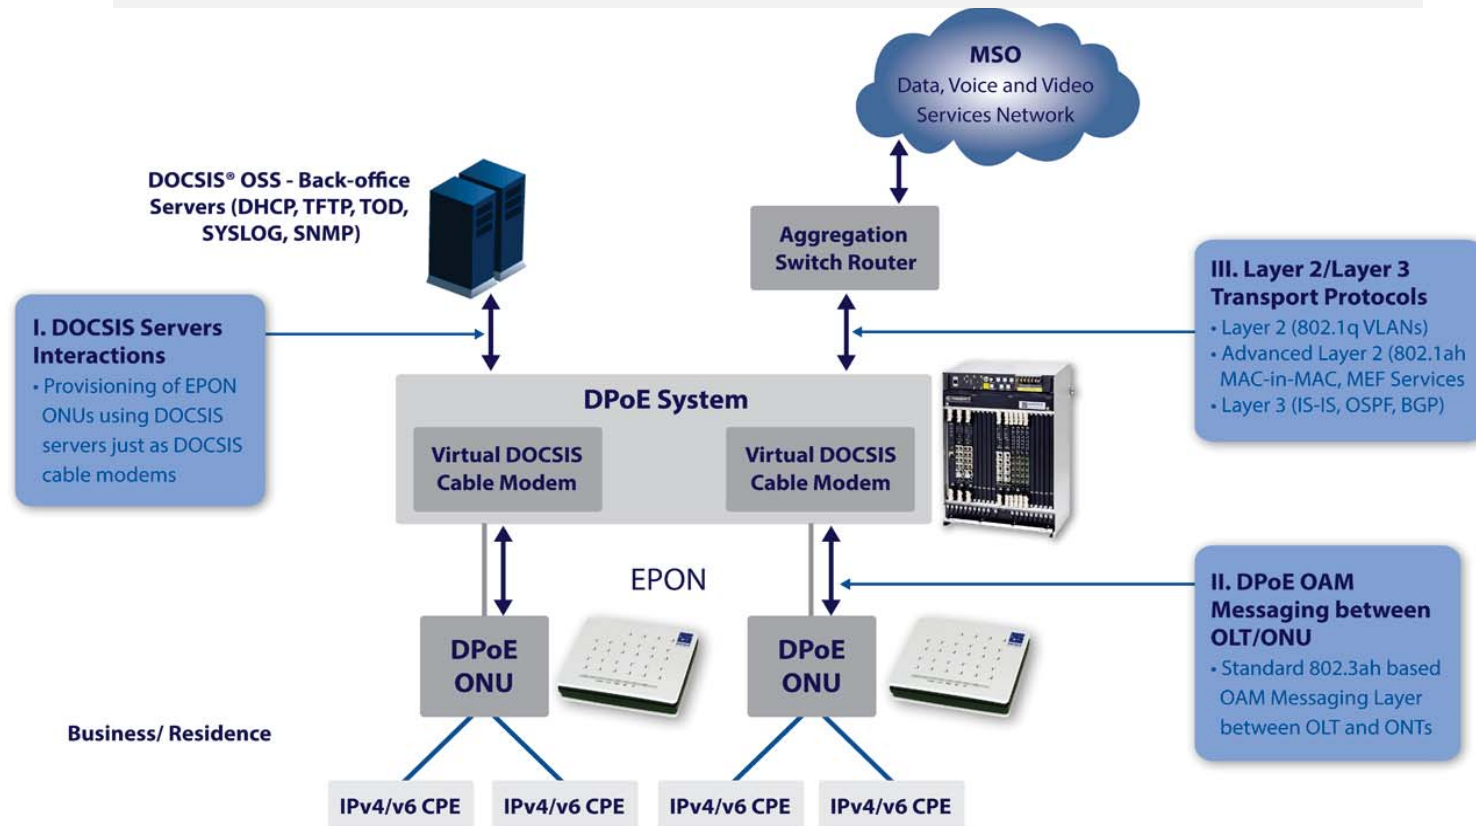 MSO
Data, Voice and Video
Services Network
DOCSIS® OSS - Back-office
Servers (DHCP, TFTP, TOD,
SYSLOG, SNMP)
Aggregation
Switch Router
I. DOCSIS Servers
Interactions
• Provisioning of EPON
ONUs using DOCSIS
servers just as DOCSIS
cable modems
III. Layer 2/Layer 3
Transport Protocols
• Layer 2 (802.1q VLANs)
• Advanced Layer 2 (802.1ah
MAC-in-MAC, MEF Services
• Layer 3 (IS-IS, OSPF, BGP)
DPoE System
Virtual DOCSIS
Cable Modem
Virtual DOCSIS
Cable Modem
EPON
II. DPoE OAM
Messaging between
OLT/ONU
• Standard 802.3ah based
OAM Messaging Layer
between OLT and ONTs
DPoE
ONU
DPoE
ONU
Business/ Residence
IPv4/v6 CPE
IPv4/v6 CPE
IPv4/v6 CPE
IPv4/v6 CPE